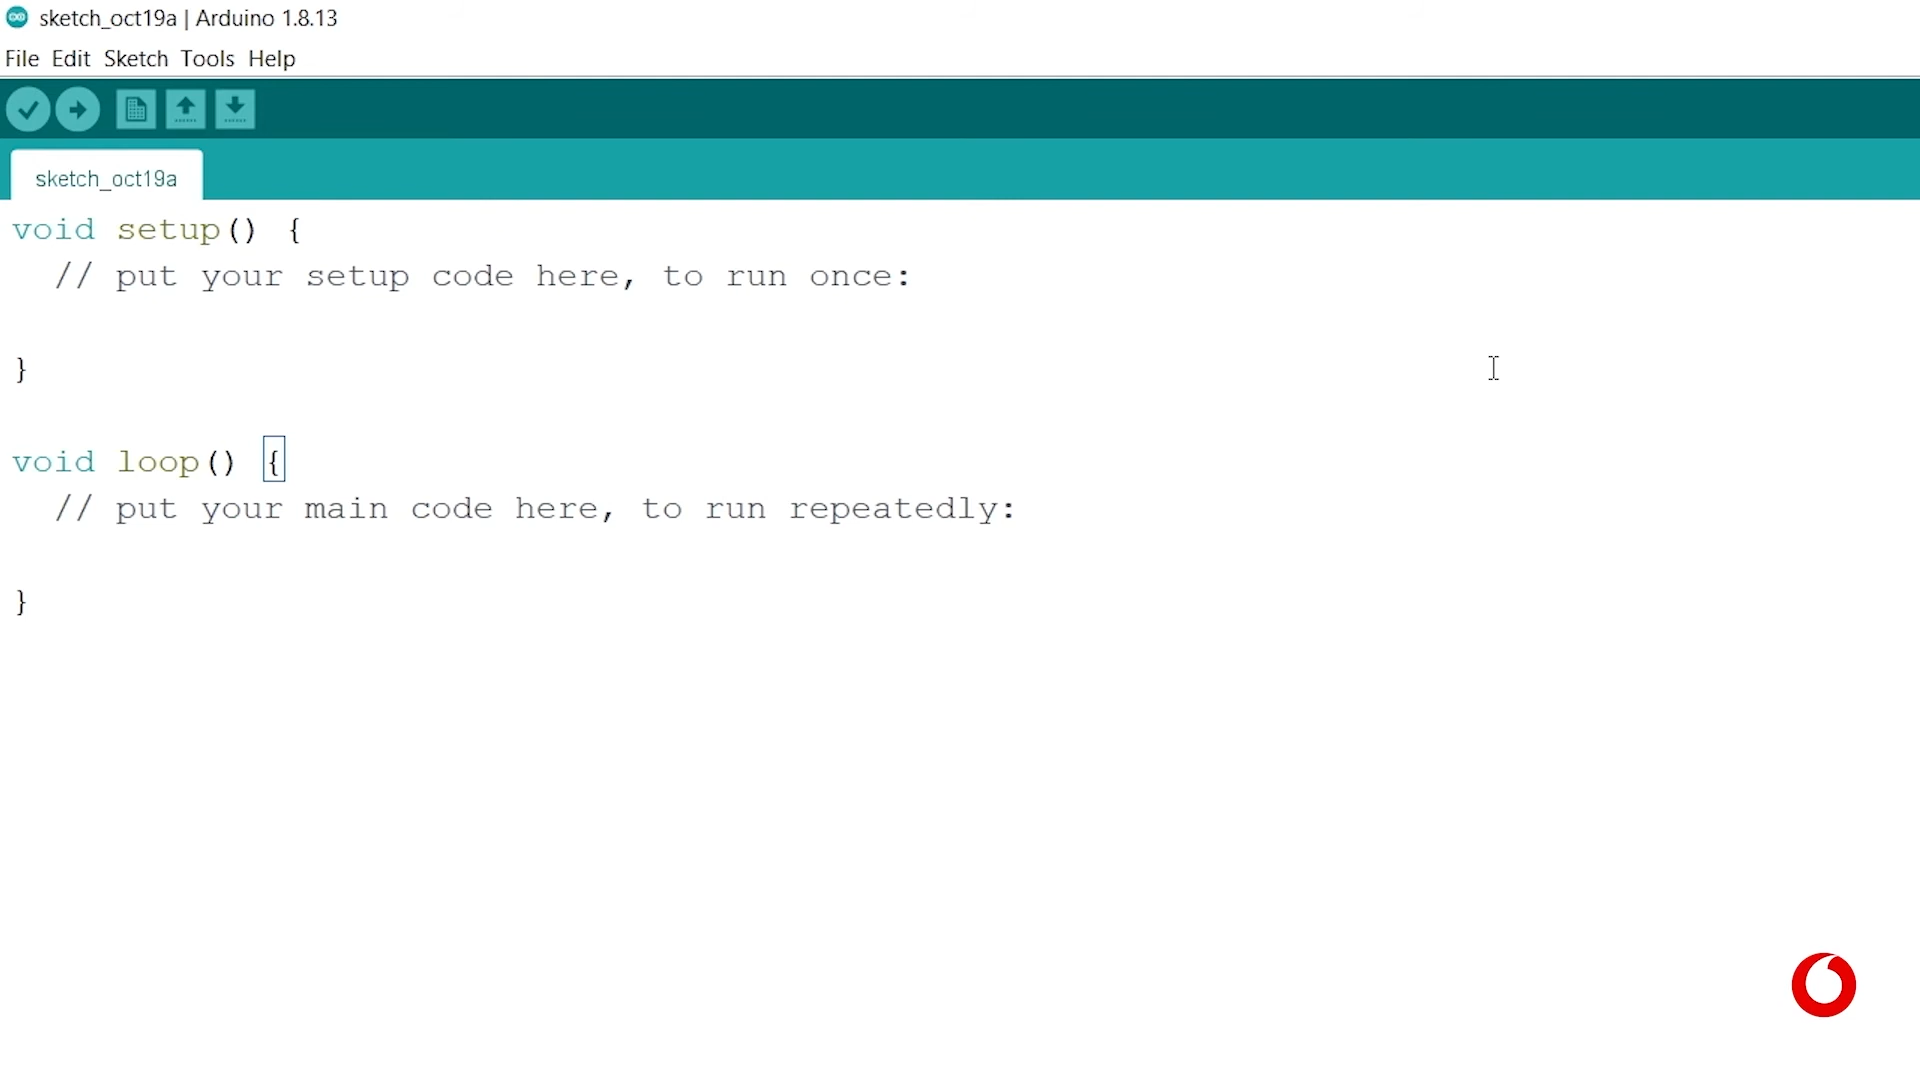 sketch_oct19a | Arduino 1.8.13
File Edit Sketch Tools Help
sketch_oct19a
void setup() {
  // put your setup code here, to run once:
}
void loop() {
  // put your main code here, to run repeatedly:
}